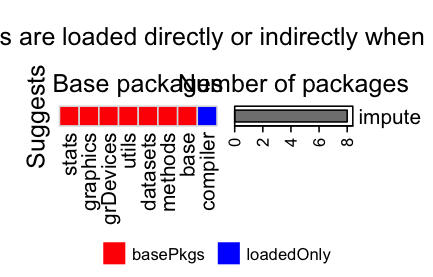 s are loaded directly or indirectly when
Base packages
Number of packages
Suggests
impute
stats
graphics
grDevices
utils
datasets
methods
base
compiler
0
2
4
6
8
basePkgs
loadedOnly